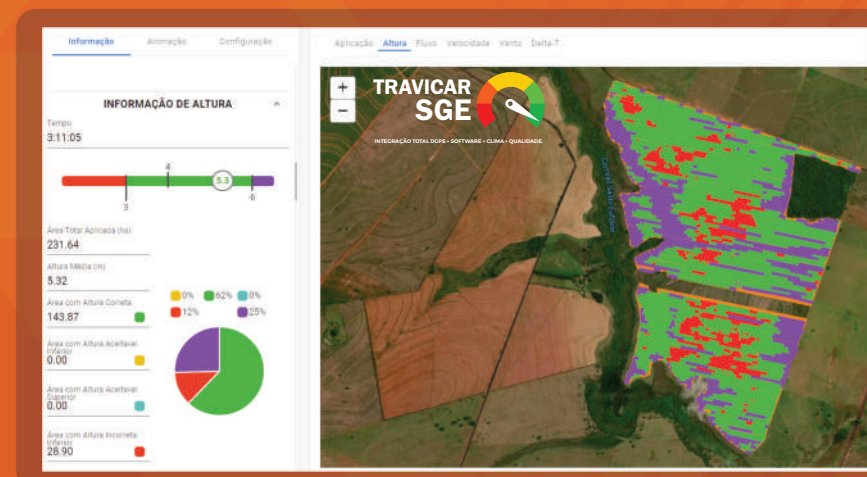 Informação
Animação
Configuração
INFORMAÇÃO DE ALTURA
Tempo
3:11:05
4
5.3
3
6
Área Total Aplicada (ha)
231.64
Altura Média (m)
5.32
Área com Altura Correta
143.87
Área com Altura Aceitavel
Inferior
0.00
Área com Altura Aceitavel
Superior
0.00
Área com Altura Incorreta
Inferior
28.90
0%
62%
0%
12%
25%
Aplicação Altura Fluxo Velocidade Vento Delta-T
+
−
TRAVICAR
SGE
INTEGRAÇÃO TOTAL DGPS • SOFTWARE • CLIMA • QUALIDADE